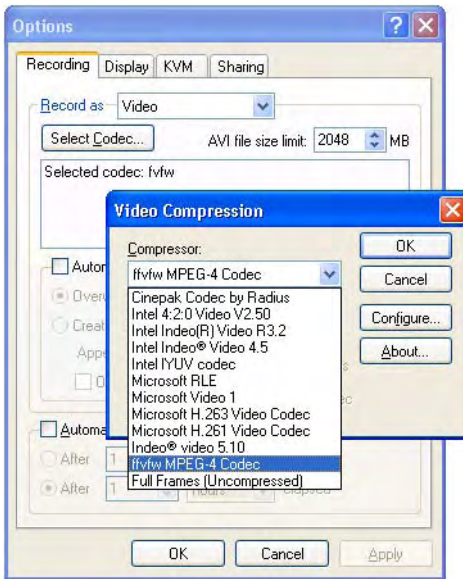 Options
Recording Display KVM Sharing
Record as Video
Select Codec... AVI file size limit: 2048 MB
Selected codec: fvfw
Video Compression
Compressor:
OK
ffvfw MPEG-4 Codec
Cancel
Configure...
About...
Cinepak Codec by Radius
Intel 4:2:0 Video V2.50
Intel Indeo(R) Video R3.2
Intel Indeo® Video 4.5
Intel IYUV codec
Microsoft RLE
Microsoft Video 1
Microsoft H.263 Video Codec
Microsoft H.261 Video Codec
Indeo® video 5.10
ffvfw MPEG-4 Codec
Full Frames (Uncompressed)
After 1
After 1
OK Cancel Apply